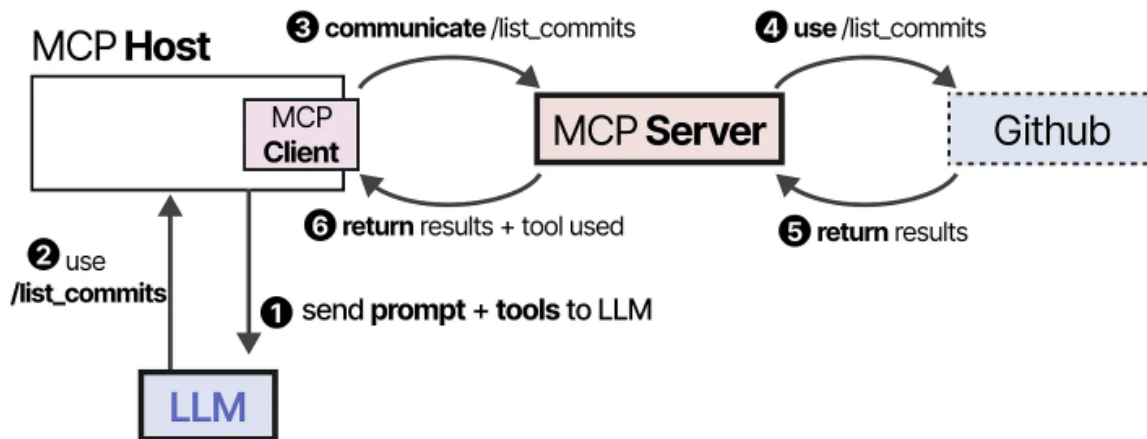 ❸ communicate /list_commits
❹ use /list_commits
MCP Host
MCP
Client
MCP Server
Github
❻ return results + tool used
❺ return results
❷ use
/list_commits
❶ send prompt + tools to LLM
LLM